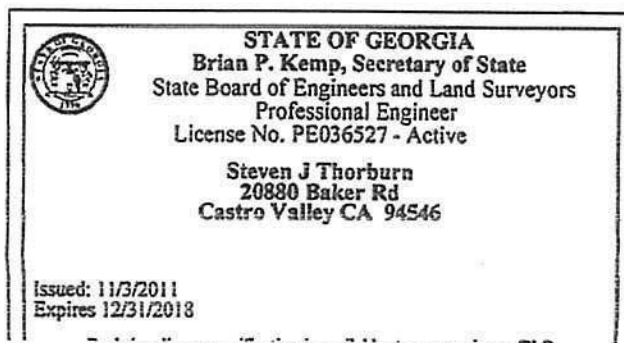 STATE OF GEORGIA
Brian P. Kemp, Secretary of State
State Board of Engineers and Land Surveyors
Professional Engineer
License No. PE036527 - Active
Steven J Thorburn
20880 Baker Rd
Castro Valley CA 94546
Issued: 11/3/2011
Expires 12/31/2018